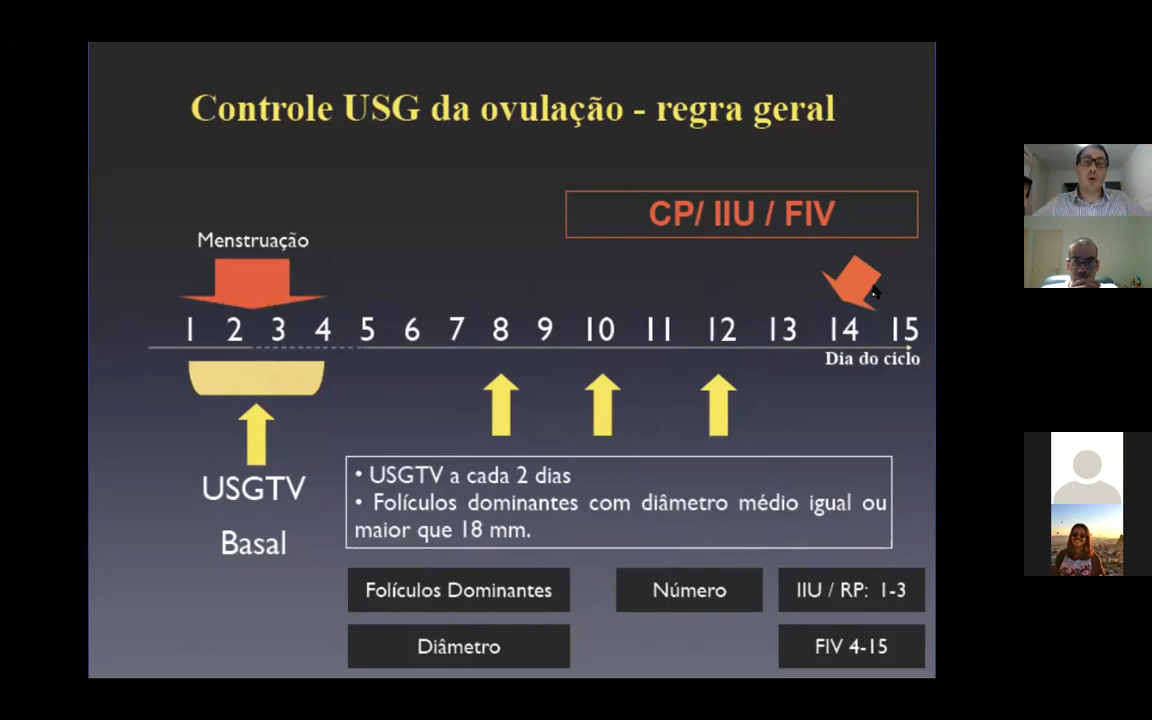 Controle USG da ovulação - regra geral
CP/ IIU / FIV
Menstruação
1 2 3 4 5 6 7 8 9 10 11 12 13 14 15
Dia do ciclo
USGTV
Basal
• USGTV a cada 2 dias
• Folículos dominantes com diâmetro médio igual ou
maior que 18 mm.
Folículos Dominantes
Número
IIU / RP: 1-3
Diâmetro
FIV 4-15